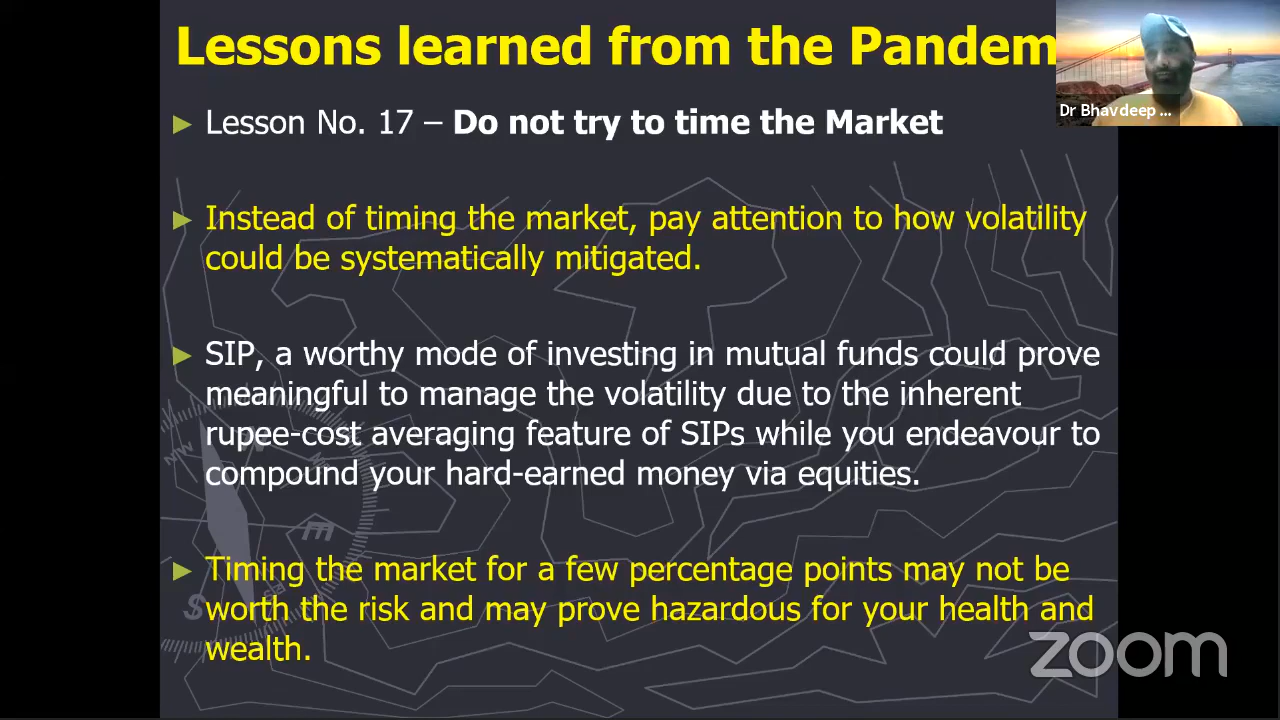 Lessons learned from the Pandem
Dr Bhavdeep ...
► Lesson No. 17 – Do not try to time the Market
► Instead of timing the market, pay attention to how volatility
could be systematically mitigated.
► SIP, a worthy mode of investing in mutual funds could prove
meaningful to manage the volatility due to the inherent
rupee-cost averaging feature of SIPs while you endeavour to
compound your hard-earned money via equities.
► Timing the market for a few percentage points may not be
worth the risk and may prove hazardous for your health and
wealth.
NW
N
E
S
zoom